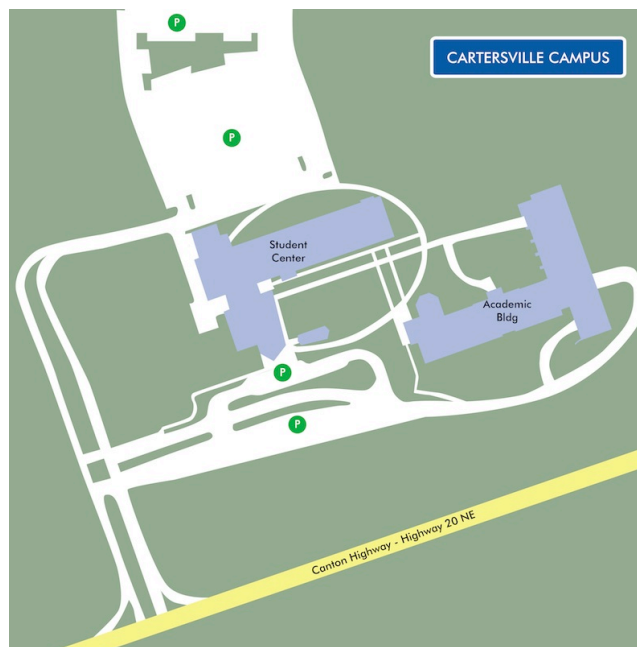 P
CARTERSVILLE CAMPUS
P
Student
Center
Academic
Bldg
P
P
Canton Highway - Highway 20 NE